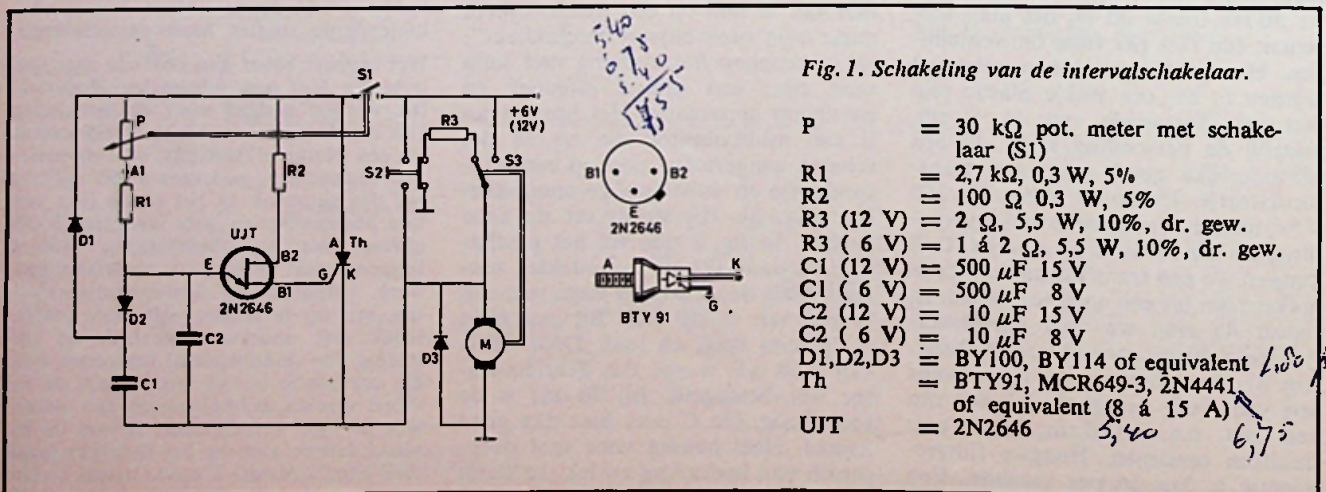 5,40
Fig. 1. Schakeling van de intervalschakelaar.
P = 30 kΩ pot. meter met schake-
laar (S1)
R1 = 2,7 kΩ, 0,3 W, 5%
R2 = 100 Ω 0,3 W, 5%
R3 (12 V) = 2 Ω, 5,5 W, 10%, dr. gew.
R3 ( 6 V) = 1 á 2 Ω, 5,5 W, 10%, dr. gew.
C1 (12 V) = 500 μF 15 V
C1 ( 6 V) = 500 μF 8 V
C2 (12 V) = 10 μF 15 V
C2 ( 6 V) = 10 μF 8 V
D1,D2,D3 = BY100, BY114 of equivalent 1,80
Th = BTY91, MCR649-3, 2N4441,
of equivalent (8 á 15 A)
UJT = 2N2646 5,40 6,75
S1
P
+6V
(12V)
R3
A1
R1
R2
S2
S3
D1
UJT
B2
A
Th
E
G
K
B1
2N2646
D2
C2
C1
D3
M
B1
B2
E
2N2646
A
K
G
BTY 91